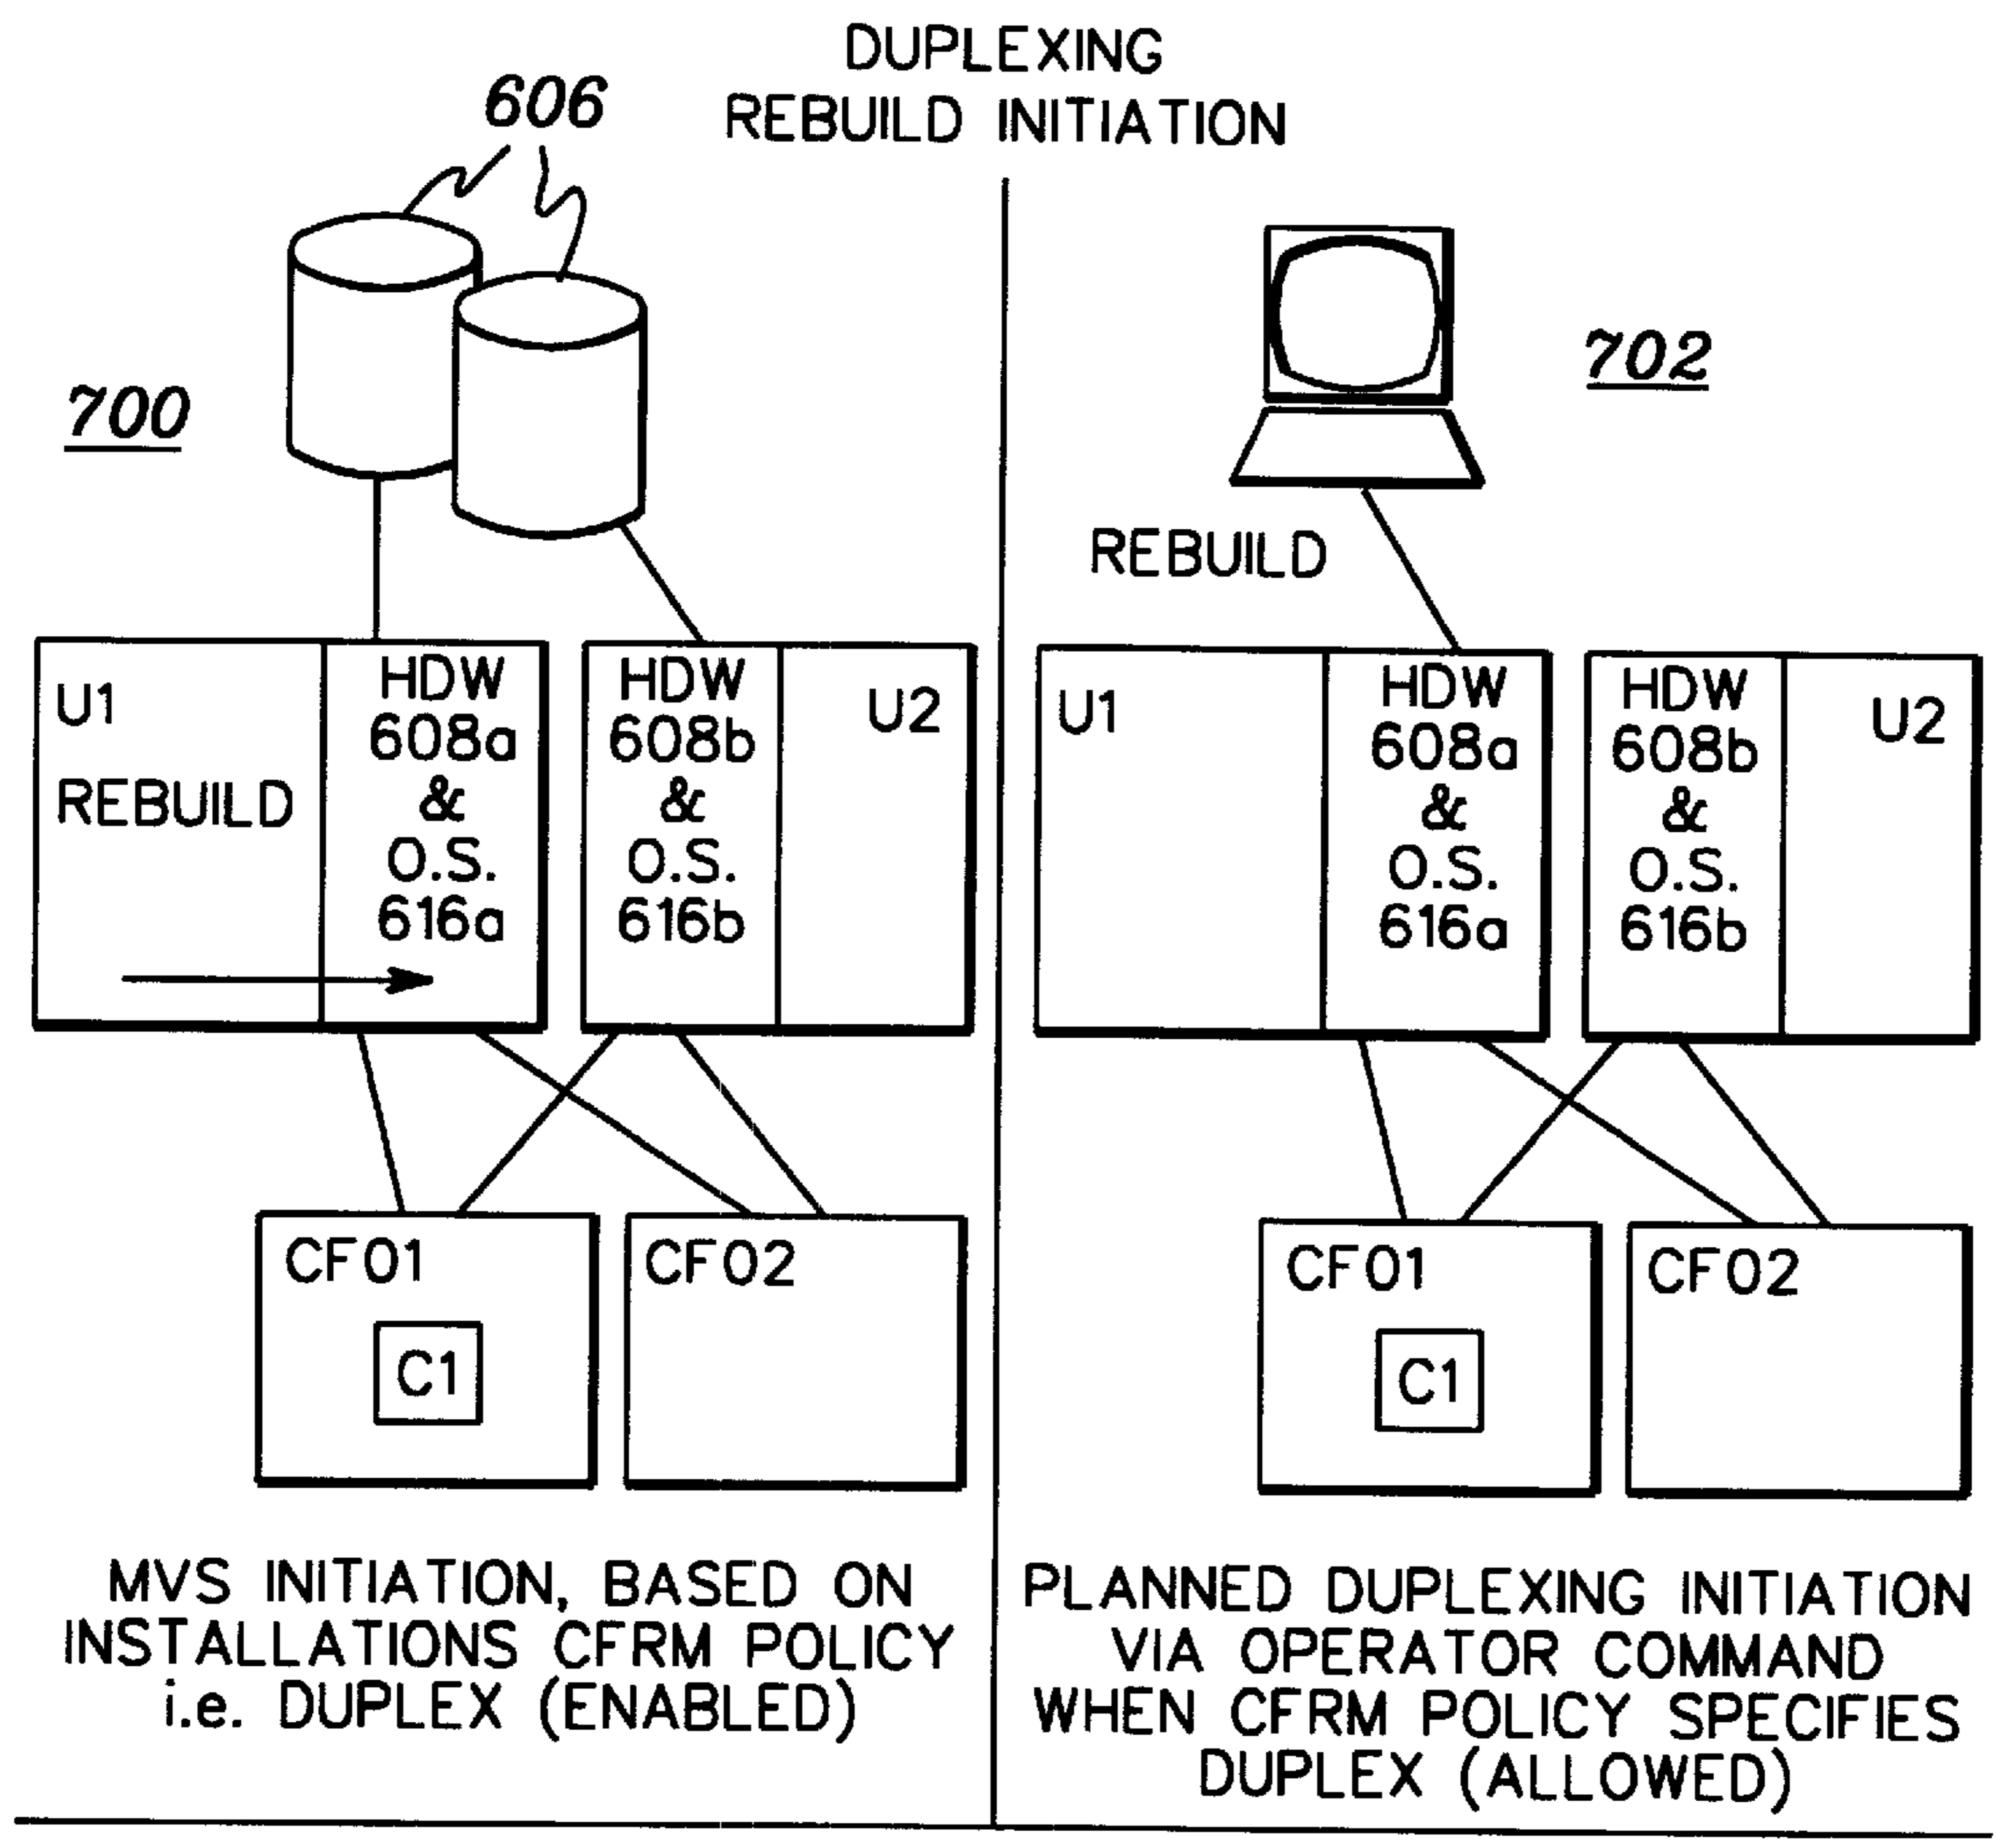 DUPLEXING
REBUILD INITIATION
606
700
U1
REBUILD
HDW
608a
&
O.S.
616a
HDW
608b
&
O.S.
616b
U2
CF01
C1
CF02
MVS INITIATION, BASED ON
INSTALLATIONS CFRM POLICY
i.e. DUPLEX (ENABLED)
702
REBUILD
U1
HDW
608a
&
O.S.
616a
HDW
608b
&
O.S.
616b
U2
CF01
C1
CF02
PLANNED DUPLEXING INITIATION
VIA OPERATOR COMMAND
WHEN CFRM POLICY SPECIFIES
DUPLEX (ALLOWED)